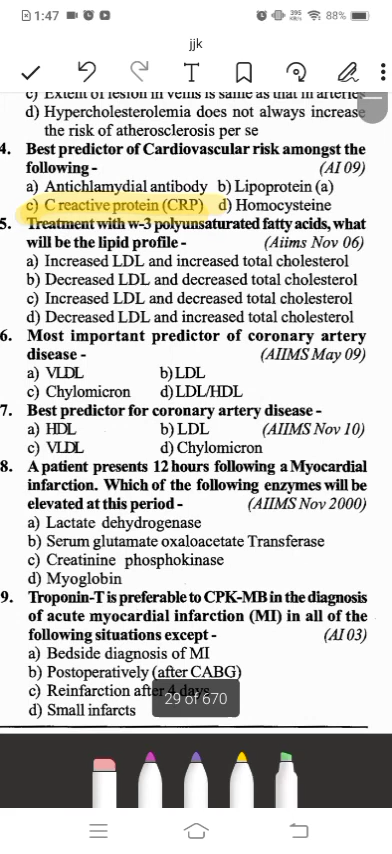 1:47
395
KB/s
88%
jjk
T
c) Extent of lesion in veins is same as that in arteries
d) Hypercholesterolemia does not always increase
the risk of atherosclerosis per se
4. Best predictor of Cardiovascular risk amongst the
following - (AI 09)
a) Antichlamydial antibody b) Lipoprotein (a)
c) C reactive protein (CRP) d) Homocysteine
5. Treatment with w-3 polyunsaturated fatty acids, what
will be the lipid profile - (Aiims Nov 06)
a) Increased LDL and increased total cholesterol
b) Decreased LDL and decreased total cholesterol
c) Increased LDL and decreased total cholesterol
d) Decreased LDL and increased total cholesterol
6. Most important predictor of coronary artery
disease - (AIIMS May 09)
a) VLDL b) LDL
c) Chylomicron d) LDL/HDL
7. Best predictor for coronary artery disease -
a) HDL b) LDL (AIIMS Nov 10)
c) VLDL d) Chylomicron
8. A patient presents 12 hours following a Myocardial
infarction. Which of the following enzymes will be
elevated at this period - (AIIMS Nov 2000)
a) Lactate dehydrogenase
b) Serum glutamate oxaloacetate Transferase
c) Creatinine phosphokinase
d) Myoglobin
9. Troponin-T is preferable to CPK-MB in the diagnosis
of acute myocardial infarction (MI) in all of the
following situations except - (AI 03)
a) Bedside diagnosis of MI
b) Postoperatively (after CABG)
c) Reinfarction after 4 days
29 of 670
d) Small infarcts